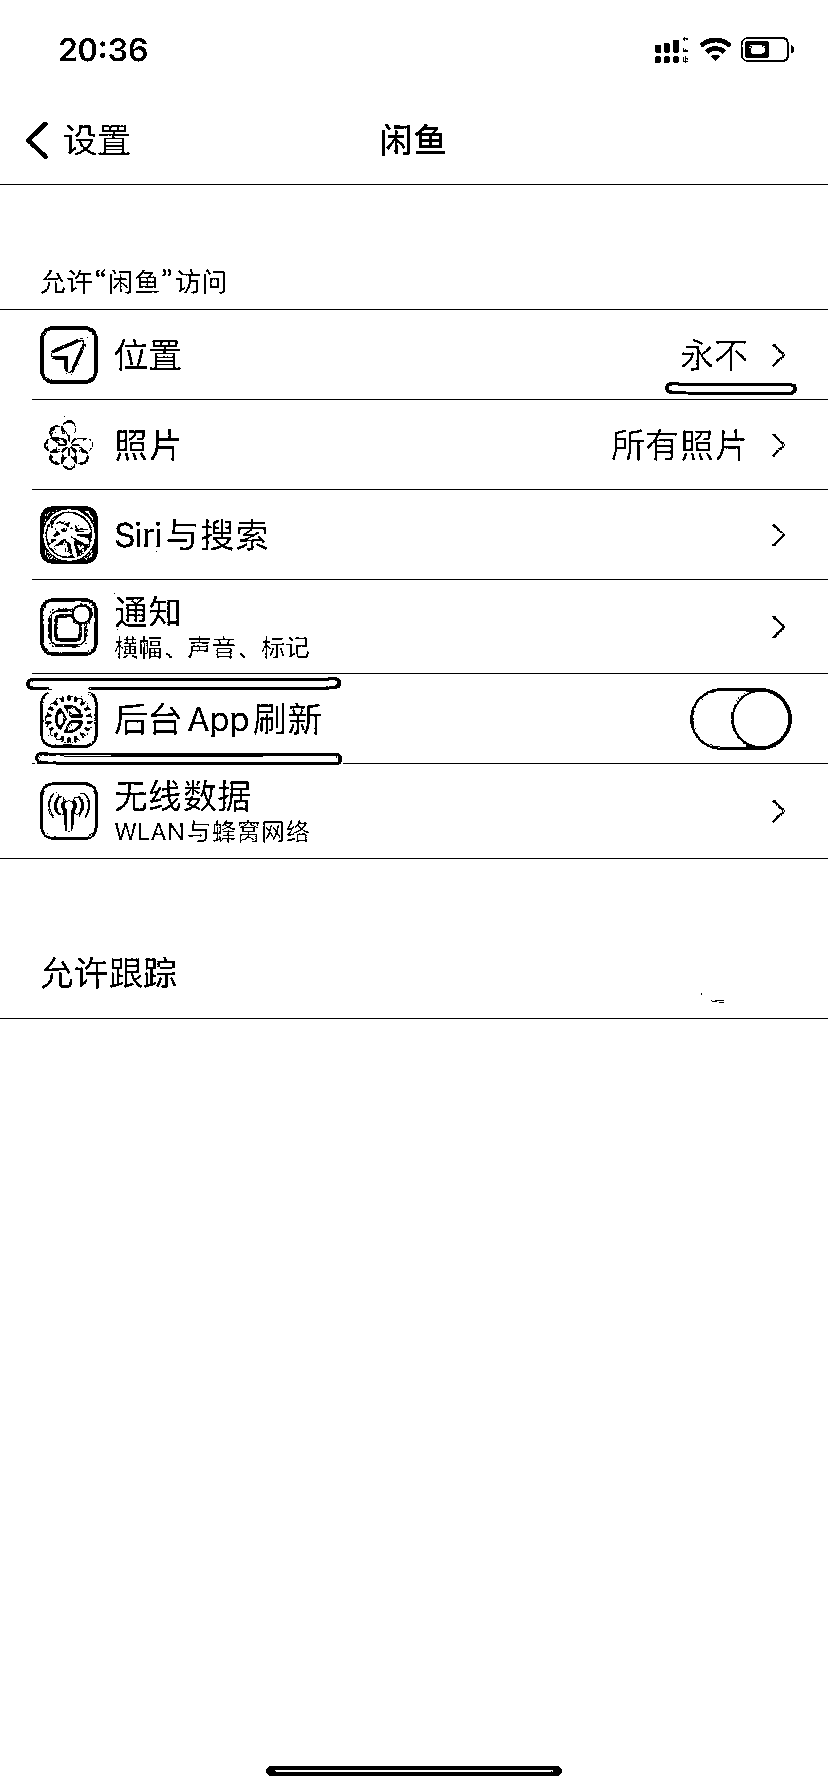 20:36
设置
闲鱼
允许“闲鱼”访问
位置
永不
照片
所有照片
Siri与搜索
通知
横幅、声音、标记
后台App刷新
无线数据
WLAN与蜂窝网络
允许跟踪